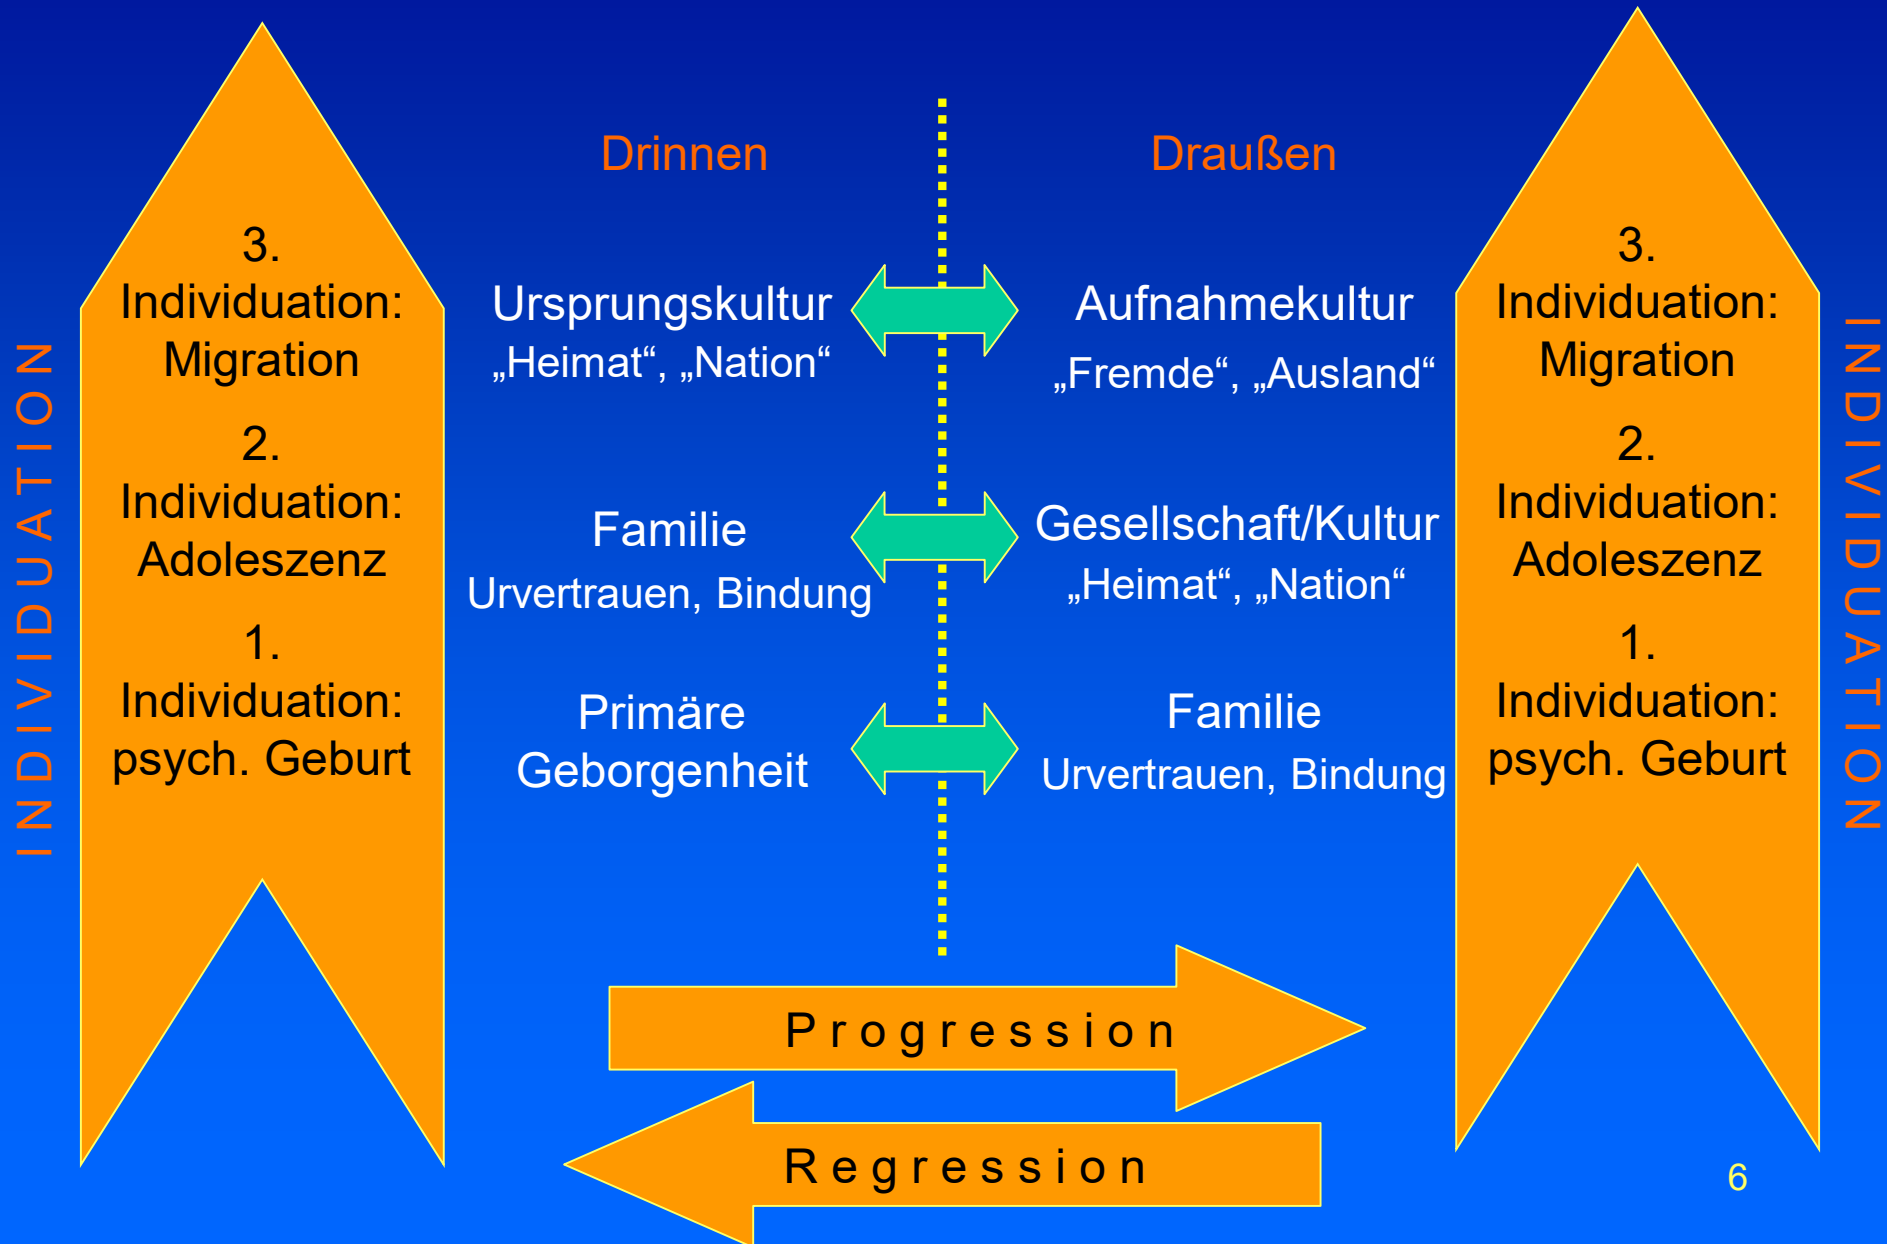 INDIVIDUATION
3.
Individuation:
Migration
2.
Individuation:
Adoleszenz
1.
Individuation:
psych. Geburt
Drinnen
Draußen
Ursprungskultur
„Heimat“, „Nation“
Aufnahmekultur
„Fremde“, „Ausland“
Familie
Urvertrauen, Bindung
Gesellschaft/Kultur
„Heimat“, „Nation“
Primäre
Geborgenheit
Familie
Urvertrauen, Bindung
3.
Individuation:
Migration
2.
Individuation:
Adoleszenz
1.
Individuation:
psych. Geburt
INDIVIDUATION
Progression
Regression
6